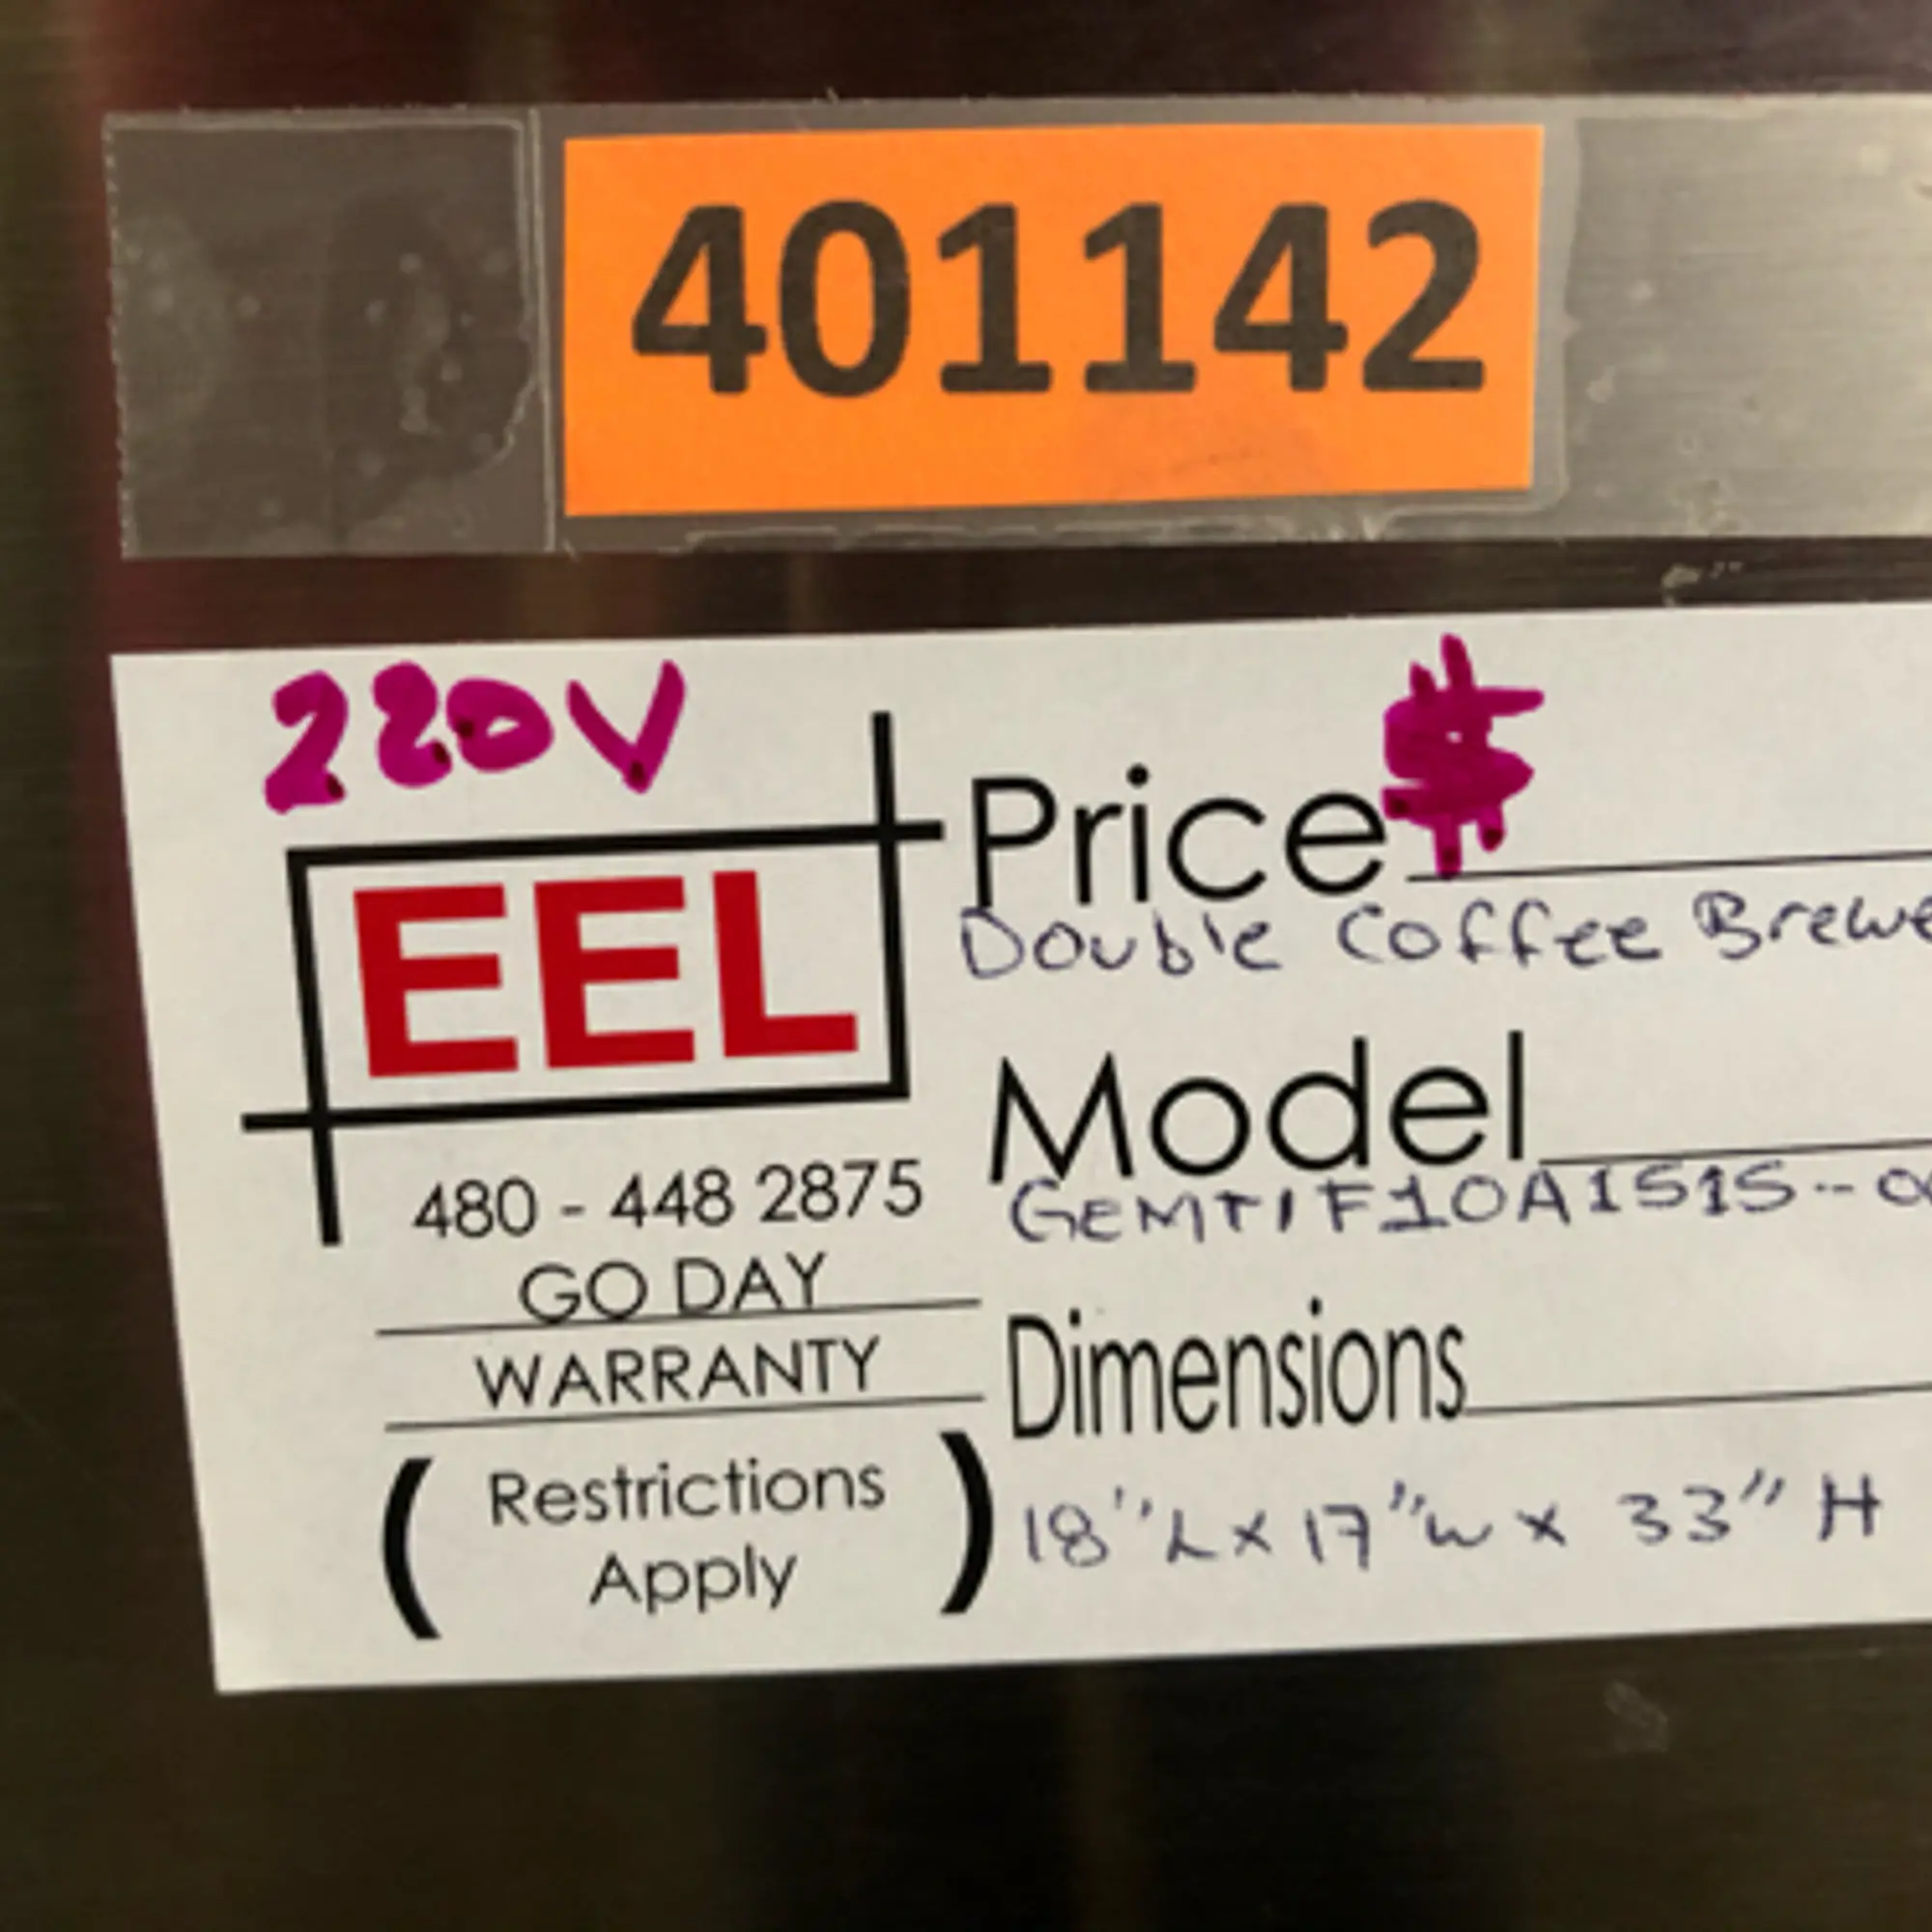 401142
220V
EEL
480 - 448 2875
GO DAY
WARRANTY
( Restrictions
Apply )
Price $
Double Coffee Brewe
Model
GEMTIF10A1515--
Dimensions
18"L x 17"W x 33" H